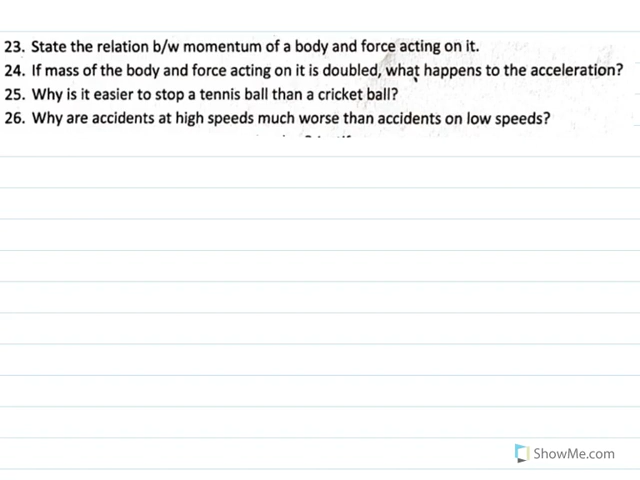 23. State the relation b/w momentum of a body and force acting on it.
24. If mass of the body and force acting on it is doubled, what happens to the acceleration?
25. Why is it easier to stop a tennis ball than a cricket ball?
26. Why are accidents at high speeds much worse than accidents on low speeds?
ShowMe.com